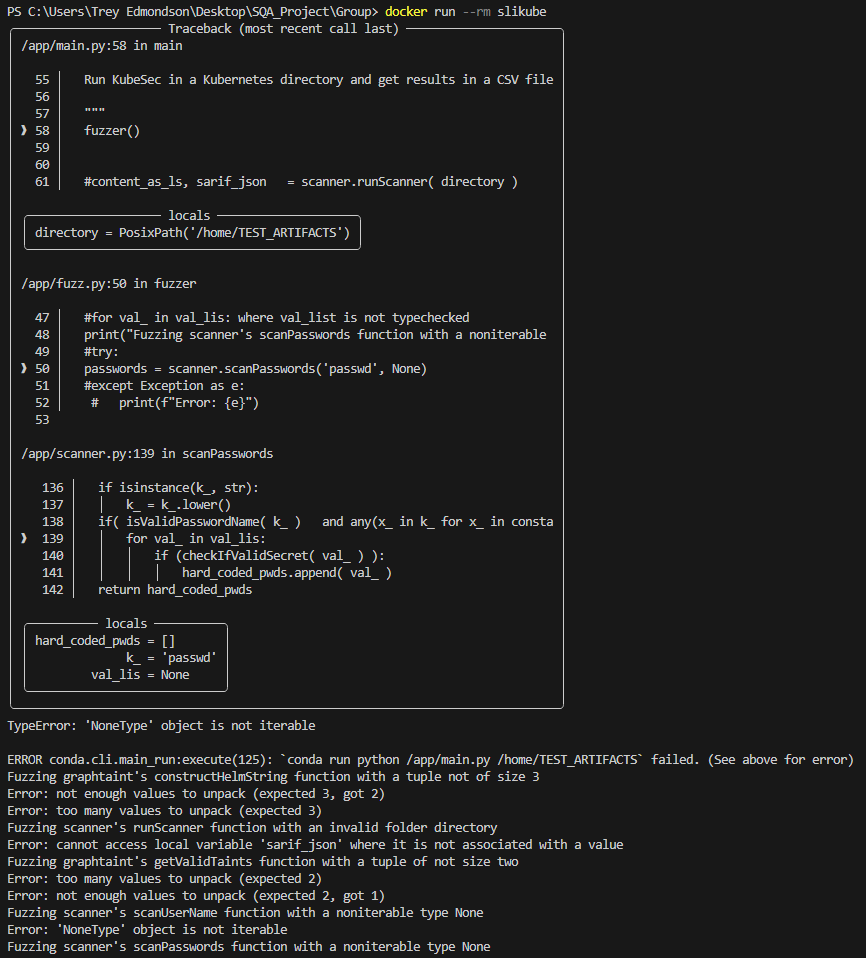 PS C:\Users\Trey Edmondson\Desktop\SQA_Project\Group> docker run --rm slikube
Traceback (most recent call last)
/app/main.py:58 in main
55 Run KubeSec in a Kubernetes directory and get results in a CSV file
56
57 """
❱ 58 fuzzer()
59
60
61 #content_as_ls, sarif_json   = scanner.runScanner( directory )
locals
directory = PosixPath('/home/TEST_ARTIFACTS')
/app/fuzz.py:50 in fuzzer
47 #for val_ in val_lis: where val_list is not typechecked
48 print("Fuzzing scanner's scanPasswords function with a noniterable
49 #try:
❱ 50 passwords = scanner.scanPasswords('passwd', None)
51 #except Exception as e:
52  #   print(f"Error: {e}")
53
/app/scanner.py:139 in scanPasswords
136 if isinstance(k_, str):
137 k_ = k_.lower()
138 if( isValidPasswordName( k_ )   and any(x_ in k_ for x_ in consta
❱ 139 for val_ in val_lis:
140 if (checkIfValidSecret( val_ ) ):
141 hard_coded_pwds.append( val_ )
142 return hard_coded_pwds
locals
hard_coded_pwds = []
k_ = 'passwd'
val_lis = None
TypeError: 'NoneType' object is not iterable
ERROR conda.cli.main_run:execute(125): `conda run python /app/main.py /home/TEST_ARTIFACTS` failed. (See above for error)
Fuzzing graphtaint's constructHelmString function with a tuple not of size 3
Error: not enough values to unpack (expected 3, got 2)
Error: too many values to unpack (expected 3)
Fuzzing scanner's runScanner function with an invalid folder directory
Error: cannot access local variable 'sarif_json' where it is not associated with a value
Fuzzing graphtaint's getValidTaints function with a tuple of not size two
Error: too many values to unpack (expected 2)
Error: not enough values to unpack (expected 2, got 1)
Fuzzing scanner's scanUserName function with a noniterable type None
Error: 'NoneType' object is not iterable
Fuzzing scanner's scanPasswords function with a noniterable type None